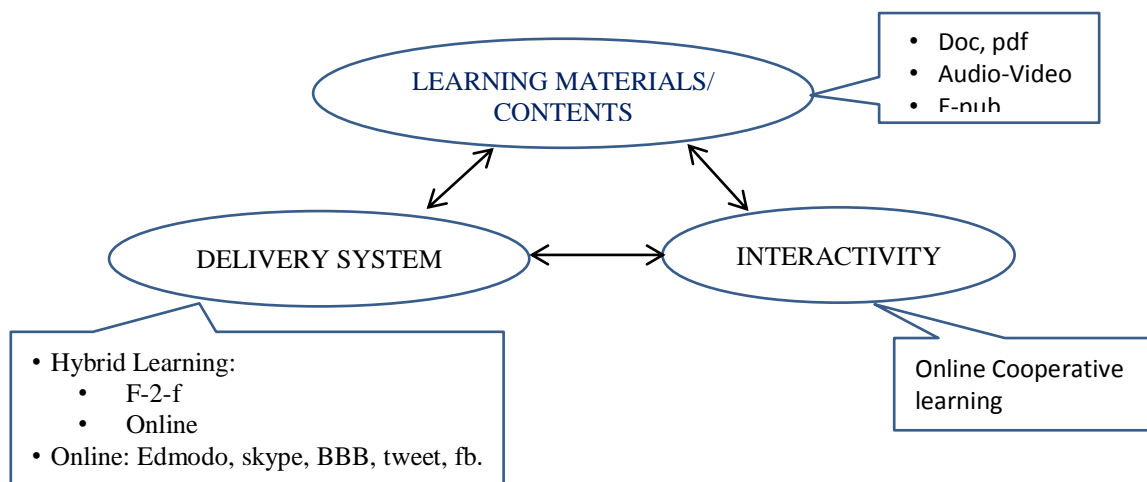 • Doc, pdf
• Audio-Video
• E-pub
LEARNING MATERIALS/
CONTENTS
DELIVERY SYSTEM
INTERACTIVITY
• Hybrid Learning:
• F-2-f
• Online
• Online: Edmodo, skype, BBB, tweet, fb.
Online Cooperative
learning